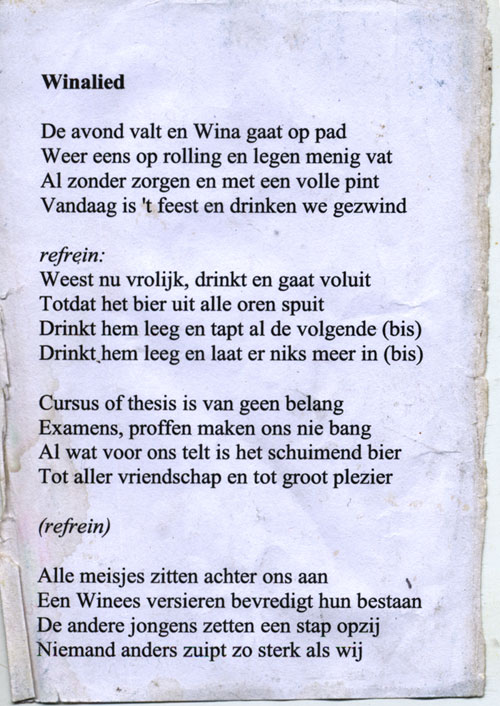 Winalied
De avond valt en Wina gaat op pad
Weer eens op rolling en legen menig vat
Al zonder zorgen en met een volle pint
Vandaag is 't feest en drinken we gezwind
refrein:
Weest nu vrolijk, drinkt en gaat voluit
Totdat het bier uit alle oren spuit
Drinkt hem leeg en tapt al de volgende (bis)
Drinkt hem leeg en laat er niks meer in (bis)
Cursus of thesis is van geen belang
Examens, proffen maken ons nie bang
Al wat voor ons telt is het schuimend bier
Tot aller vriendschap en tot groot plezier
(refrein)
Alle meisjes zitten achter ons aan
Een Winees versieren bevredigt hun bestaan
De andere jongens zetten een stap opzij
Niemand anders zuipt zo sterk als wij